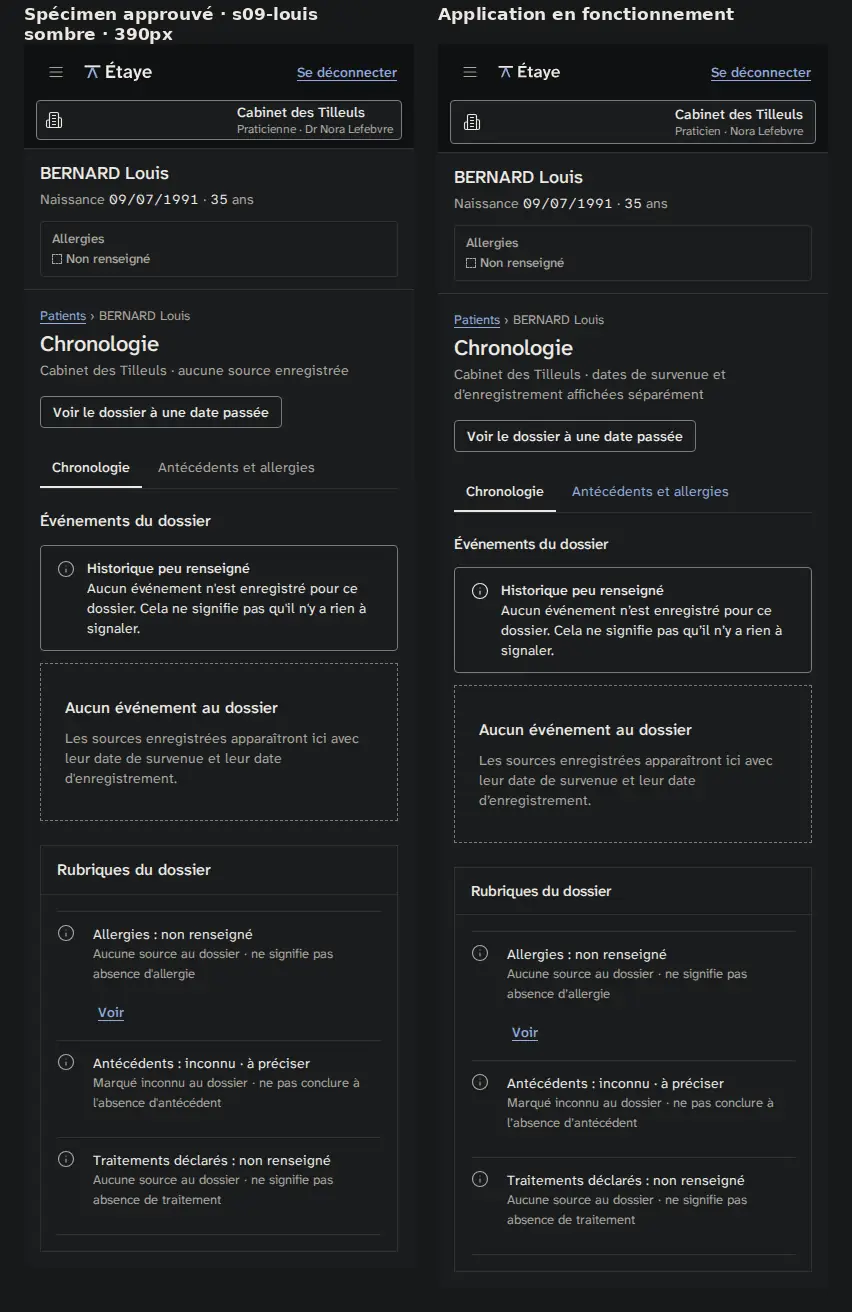 Spécimen approuvé · s09-louis
sombre · 390px
Étaye
Se déconnecter
Cabinet des Tilleuls
Praticienne · Dr Nora Lefebvre
BERNARD Louis
Naissance 09/07/1991 · 35 ans
Allergies
Non renseigné
Patients › BERNARD Louis
Chronologie
Cabinet des Tilleuls · aucune source enregistrée
Voir le dossier à une date passée
Chronologie
Antécédents et allergies
Événements du dossier
Historique peu renseigné
Aucun événement n'est enregistré pour ce
dossier. Cela ne signifie pas qu'il n'y a rien à
signaler.
Aucun événement au dossier
Les sources enregistrées apparaîtront ici avec
leur date de survenue et leur date
d'enregistrement.
Rubriques du dossier
Allergies : non renseigné
Aucune source au dossier · ne signifie pas
absence d'allergie
Voir
Antécédents : inconnu · à préciser
Marqué inconnu au dossier · ne pas conclure à
l'absence d'antécédent
Traitements déclarés : non renseigné
Aucune source au dossier · ne signifie pas
absence de traitement
Application en fonctionnement
Étaye
Se déconnecter
Cabinet des Tilleuls
Praticien · Nora Lefebvre
BERNARD Louis
Naissance 09/07/1991 · 35 ans
Allergies
Non renseigné
Patients › BERNARD Louis
Chronologie
Cabinet des Tilleuls · dates de survenue et
d’enregistrement affichées séparément
Voir le dossier à une date passée
Chronologie
Antécédents et allergies
Événements du dossier
Historique peu renseigné
Aucun événement n’est enregistré pour ce
dossier. Cela ne signifie pas qu’il n’y a rien à
signaler.
Aucun événement au dossier
Les sources enregistrées apparaîtront ici avec
leur date de survenue et leur date
d’enregistrement.
Rubriques du dossier
Allergies : non renseigné
Aucune source au dossier · ne signifie pas
absence d’allergie
Voir
Antécédents : inconnu · à préciser
Marqué inconnu au dossier · ne pas conclure à
l’absence d’antécédent
Traitements déclarés : non renseigné
Aucune source au dossier · ne signifie pas
absence de traitement